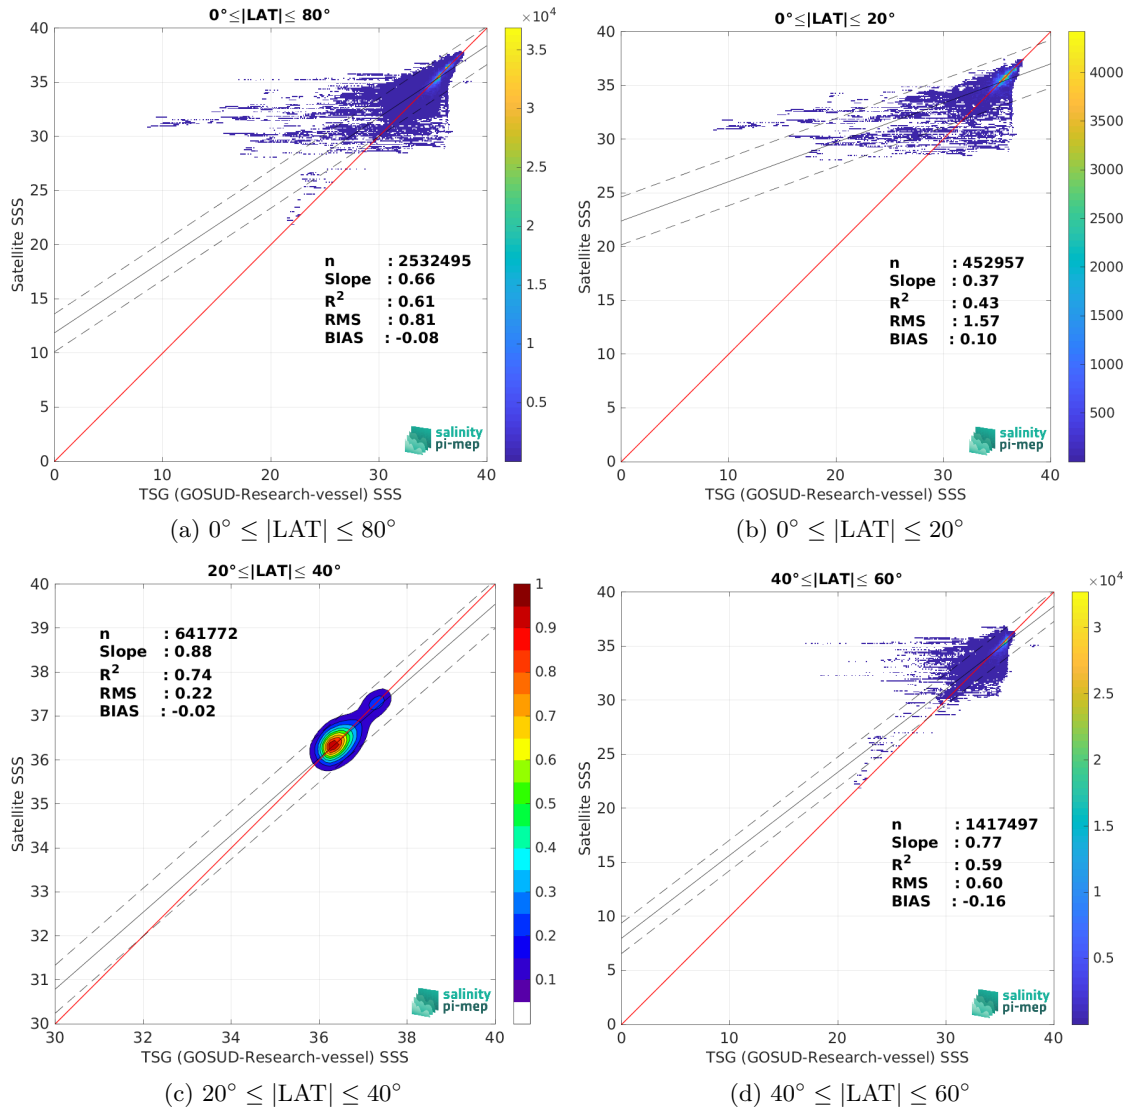 0°≤|LAT|≤ 80°
×10⁴
40
35
30
25
20
15
10
5
0
Satellite SSS
n : 2532495
Slope : 0.66
R² : 0.61
RMS : 0.81
BIAS : -0.08
salinity
pi-mep
0 10 20 30 40
TSG (GOSUD-Research-vessel) SSS
3.5
3
2.5
2
1.5
1
0.5
(a) 0° ≤ |LAT| ≤ 80°
0°≤|LAT|≤ 20°
40
35
30
25
20
15
10
5
0
Satellite SSS
n : 452957
Slope : 0.37
R² : 0.43
RMS : 1.57
BIAS : 0.10
salinity
pi-mep
0 10 20 30 40
TSG (GOSUD-Research-vessel) SSS
4000
3500
3000
2500
2000
1500
1000
500
(b) 0° ≤ |LAT| ≤ 20°
20°≤|LAT|≤ 40°
40
39
38
37
36
35
34
33
32
31
30
Satellite SSS
n : 641772
Slope : 0.88
R² : 0.74
RMS : 0.22
BIAS : -0.02
salinity
pi-mep
30 32 34 36 38 40
TSG (GOSUD-Research-vessel) SSS
1
0.9
0.8
0.7
0.6
0.5
0.4
0.3
0.2
0.1
(c) 20° ≤ |LAT| ≤ 40°
40°≤|LAT|≤ 60°
×10⁴
40
35
30
25
20
15
10
5
0
Satellite SSS
n : 1417497
Slope : 0.77
R² : 0.59
RMS : 0.60
BIAS : -0.16
salinity
pi-mep
0 10 20 30 40
TSG (GOSUD-Research-vessel) SSS
3
2.5
2
1.5
1
0.5
(d) 40° ≤ |LAT| ≤ 60°